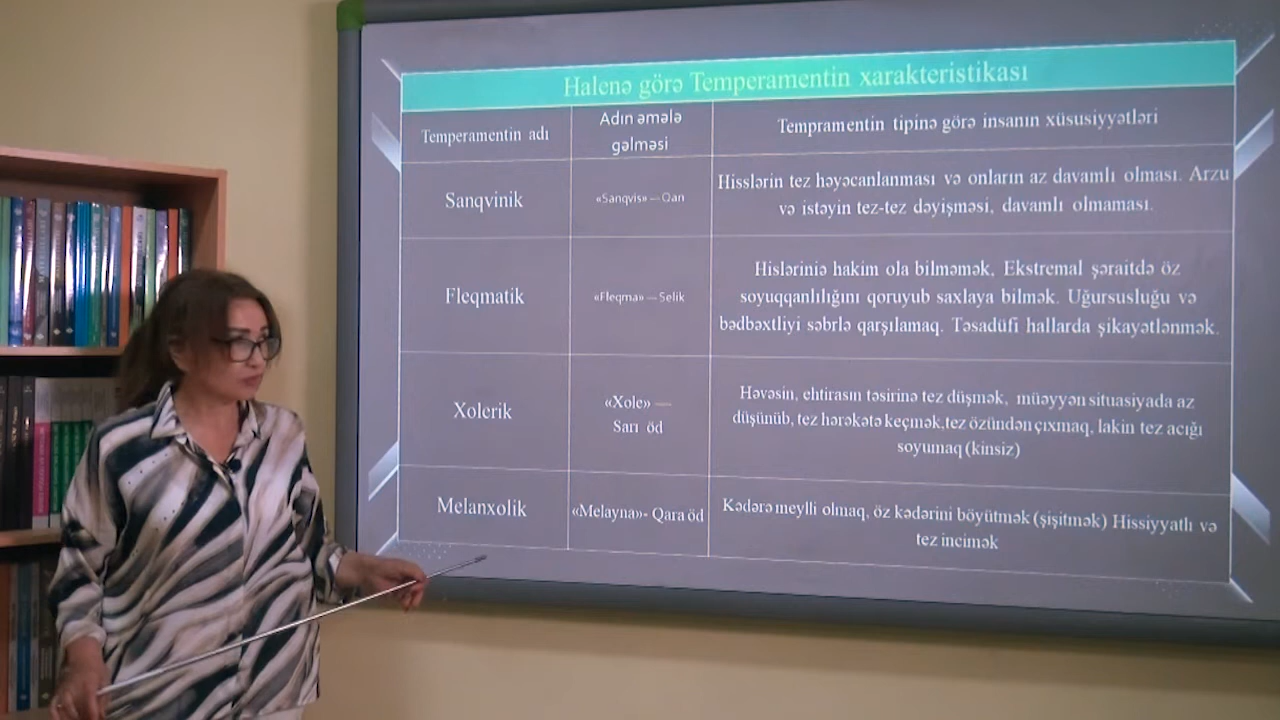 Halenə görə Temperamentin xarakteristikası
Temperamentin adı
Adın əmələ
gəlməsi
Tempramentin tipinə görə insanın xüsusiyyətləri
Sanqvinik
«Sanqvis» — Qan
Hisslərin tez həyəcanlanması və onların az davamlı olması. Arzu
və istəyin tez-tez dəyişməsi, davamlı olmaması.
Fleqmatik
«Fleqma» — Selik
Hisləriniə hakim ola bilməmək, Ekstremal şəraitdə öz
soyuqqanlılığını qoruyub saxlaya bilmək. Uğursusluğu və
bədbəxtliyi səbrlə qarşılamaq. Təsadüfi hallarda şikayətlənmək.
Xolerik
«Xole» —
Sarı öd
Həvəsin, ehtirasın təsirinə tez düşmək, müəyyən situasiyada az
düşünüb, tez hərəkətə keçmək,tez özündən çıxmaq, lakin tez acığı
soyumaq (kinsiz)
Melanxolik
«Melayna»- Qara öd
Kədərə meylli olmaq, öz kədərini böyütmək (şişitmək) Hissiyyatlı və
tez incimək